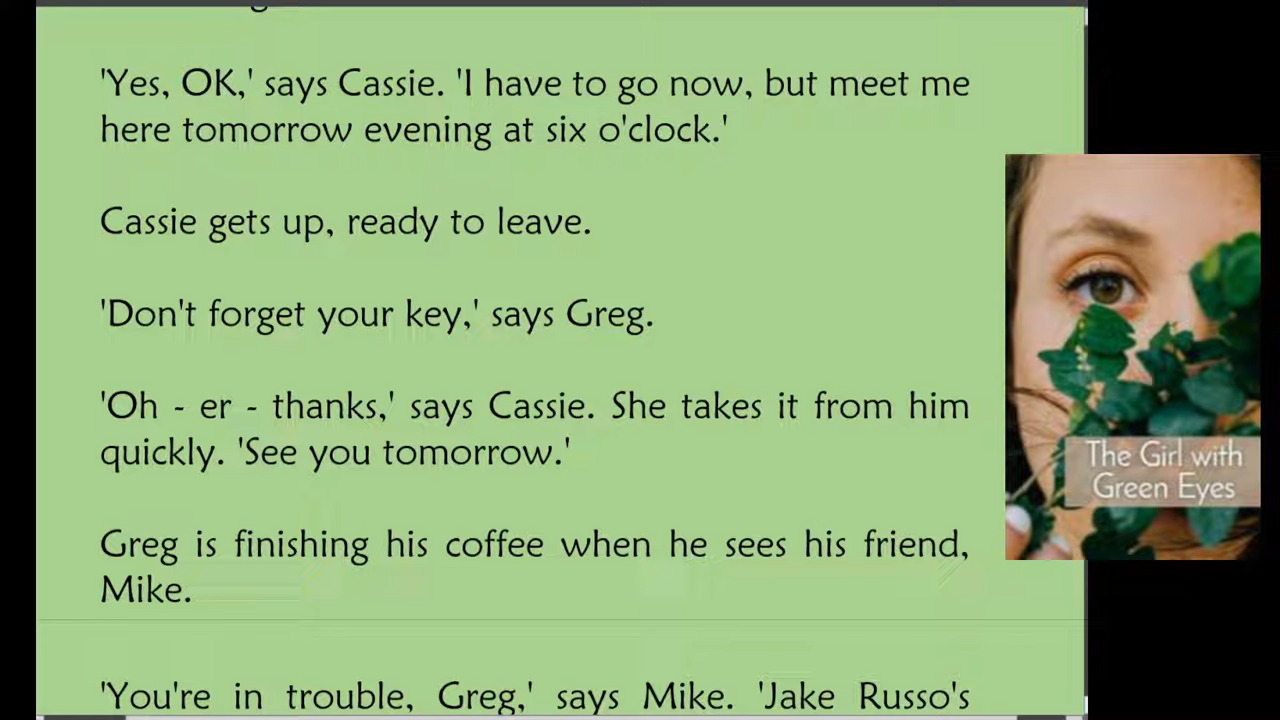 'Yes, OK,' says Cassie. 'I have to go now, but meet me
here tomorrow evening at six o'clock.'
Cassie gets up, ready to leave.
'Don't forget your key,' says Greg.
'Oh - er - thanks,' says Cassie. She takes it from him
quickly. 'See you tomorrow.'
Greg is finishing his coffee when he sees his friend,
Mike.
'You're in trouble, Greg,' says Mike. 'Jake Russo's
The Girl with
Green Eyes